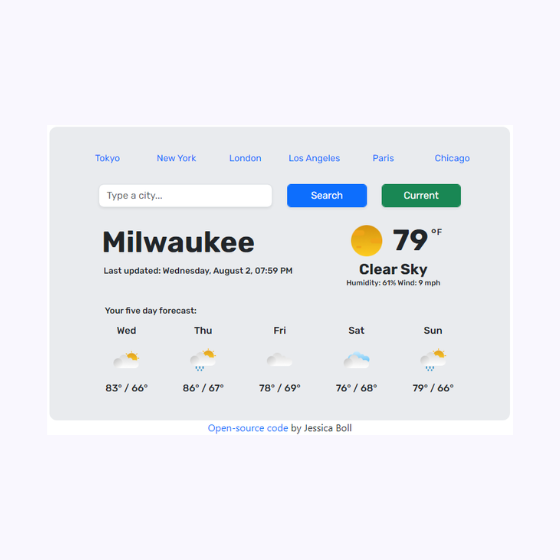 Tokyo New York London Los Angeles Paris Chicago
Type a city... Search Current
Milwaukee
79 °F
Last updated: Wednesday, August 2, 07:59 PM
Clear Sky
Humidity: 61% Wind: 9 mph
Your five day forecast:
Wed Thu Fri Sat Sun
83° / 66° 86° / 67° 78° / 69° 76° / 68° 79° / 66°
Open-source code by Jessica Boll